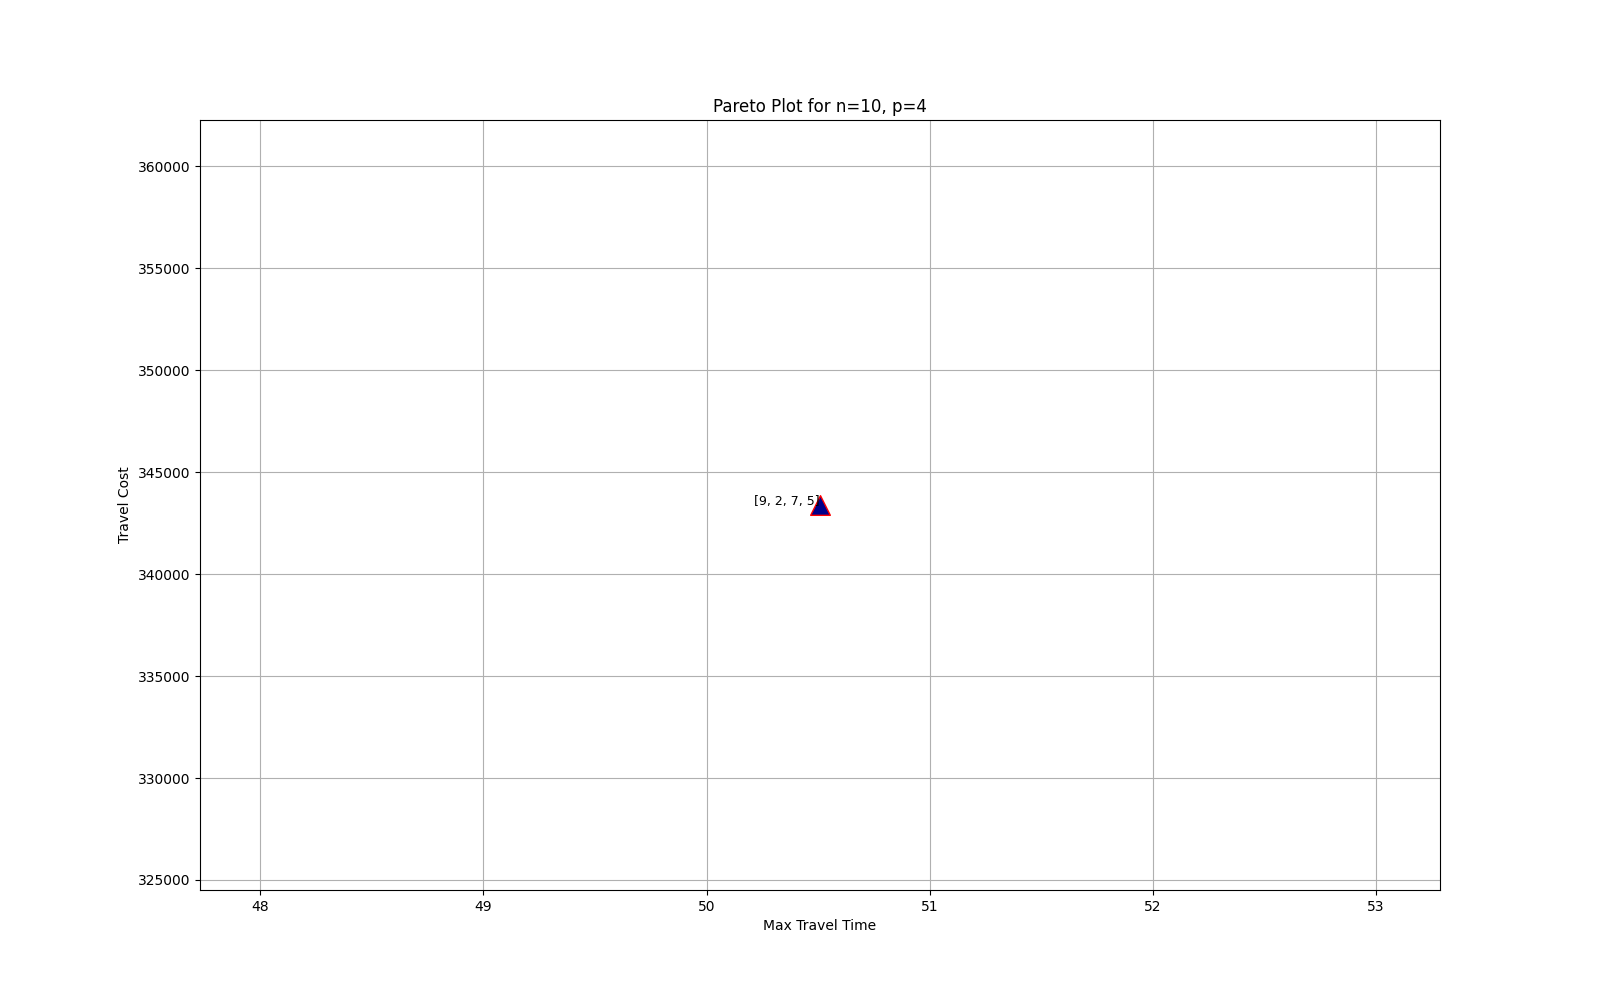 Pareto Plot for n=10, p=4
360000
355000
350000
345000
340000
335000
330000
325000
Travel Cost
[9, 2, 7, 5]
48 49 50 51 52 53
Max Travel Time